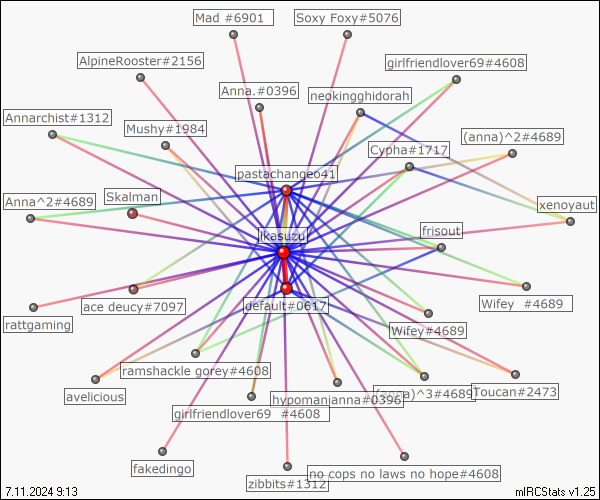 Mad #6901
Soxy Foxy#5076
AlpineRooster#2156
girlfriendlover69#4608
Anna.#0396
neokingghidorah
Annarchist#1312
Mushy#1984
(anna)^2#4689
Cypha#1717
pastachangeo41
Anna^2#4689
Skalman
xenoyaut
ikasuzu
frisout
ace deucy#7097
default#0617
Wifey #4689
rattgaming
Wifey#4689
ramshackle gorey#4608
avelicious
hypomanianna#0396
(anna)^3#4689
Toucan#2473
girlfriendlover69 #4608
fakedingo
zibbits#1312
no cops no laws no hope#4608
7.11.2024 9:13
mIRCStats v1.25